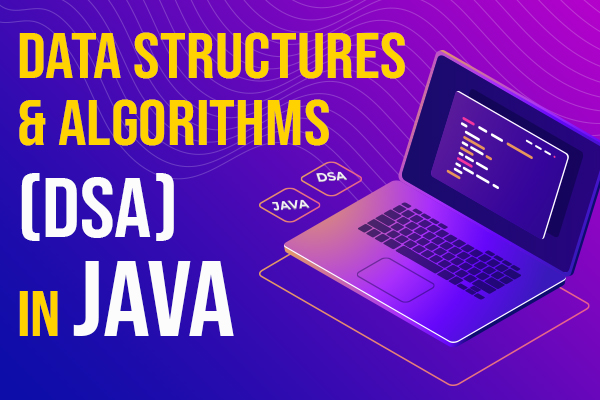 DATA STRUCTURES
& ALGORITHMS
(DSA)
IN JAVA
DSA
JAVA